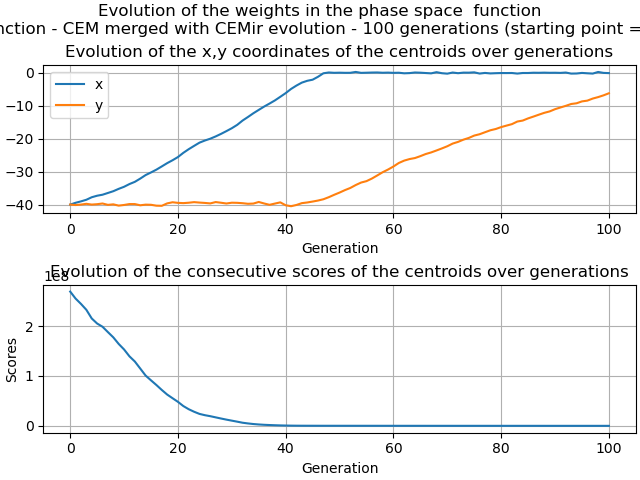 Evolution of the weights in the phase space  function
nction - CEM merged with CEMir evolution - 100 generations (starting point =
Evolution of the x,y coordinates of the centroids over generations
0
−10
−20
−30
−40
x
y
0 20 40 60 80 100
Generation
Evolution of the consecutive scores of the centroids over generations
1e8
2
1
0
Scores
0 20 40 60 80 100
Generation